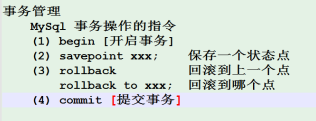 事务管理
MySql 事务操作的指令
(1) begin [开启事务]
(2) savepoint xxx; 保存一个状态点
(3) rollback 回滚到上一个点
rollback to xxx; 回滚到哪个点
(4) commit [提交事务]